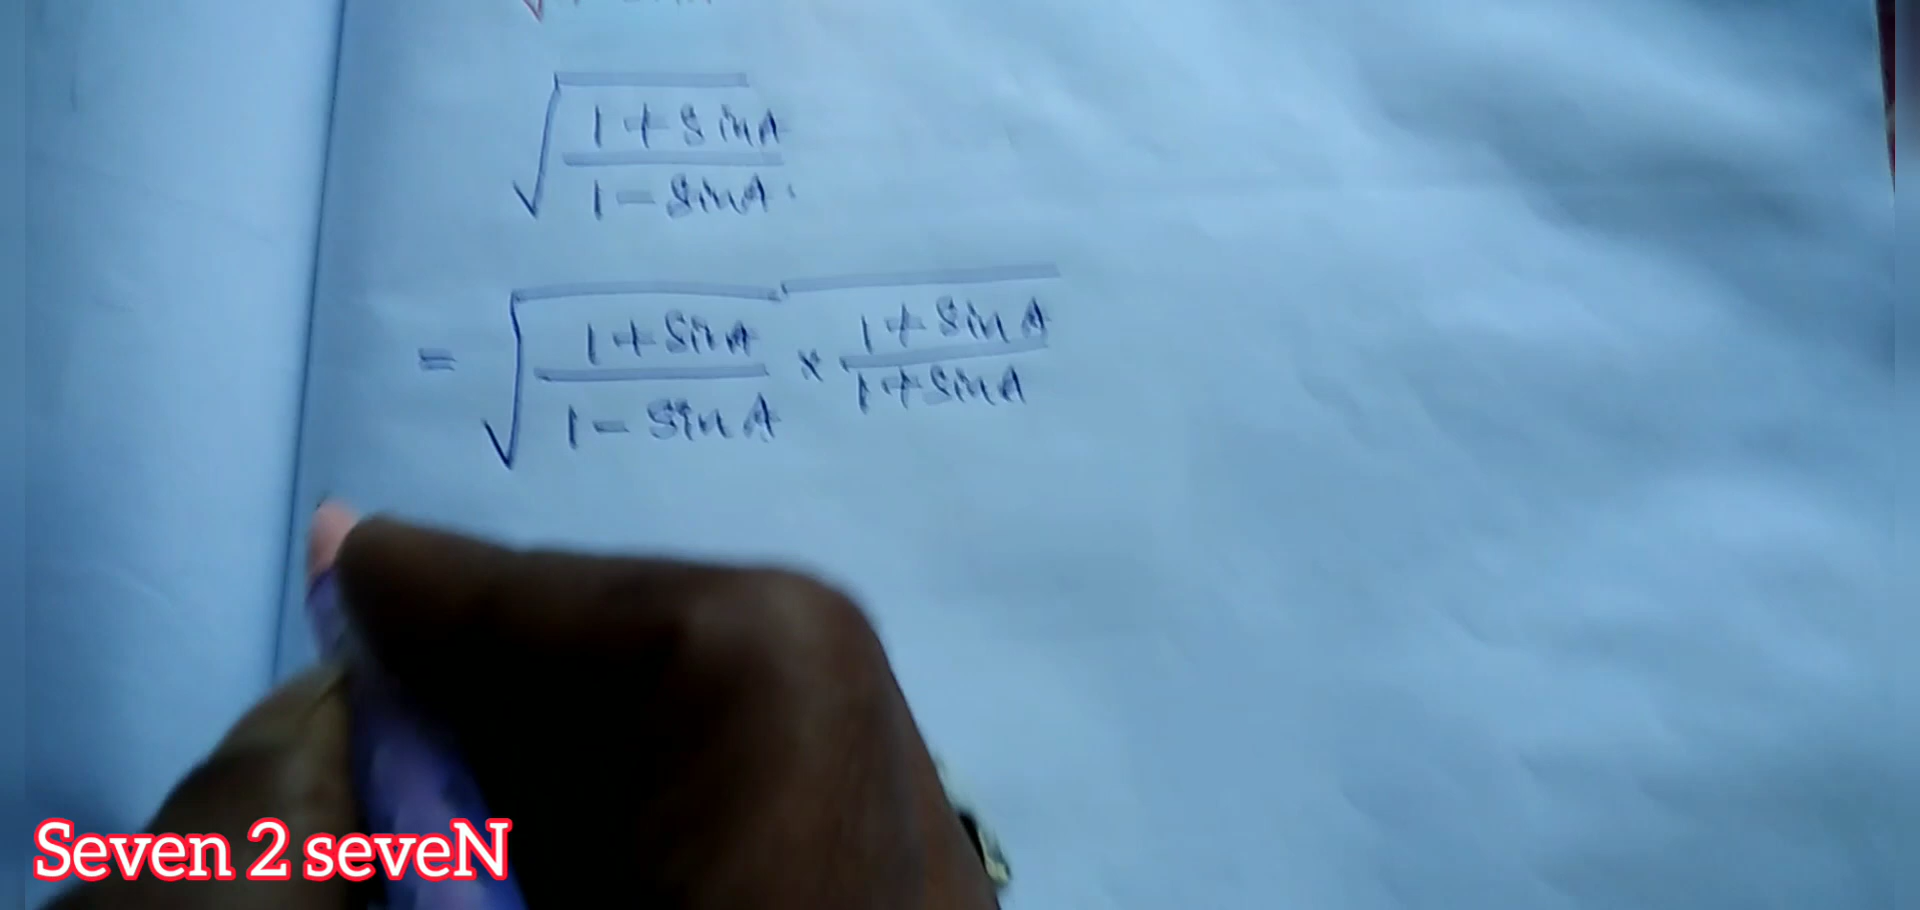 √(1 + sinA / 1 - sinA)
= √(1 + sinA / 1 - sinA × 1 + sinA / 1 + sinA)
Seven 2 seveN